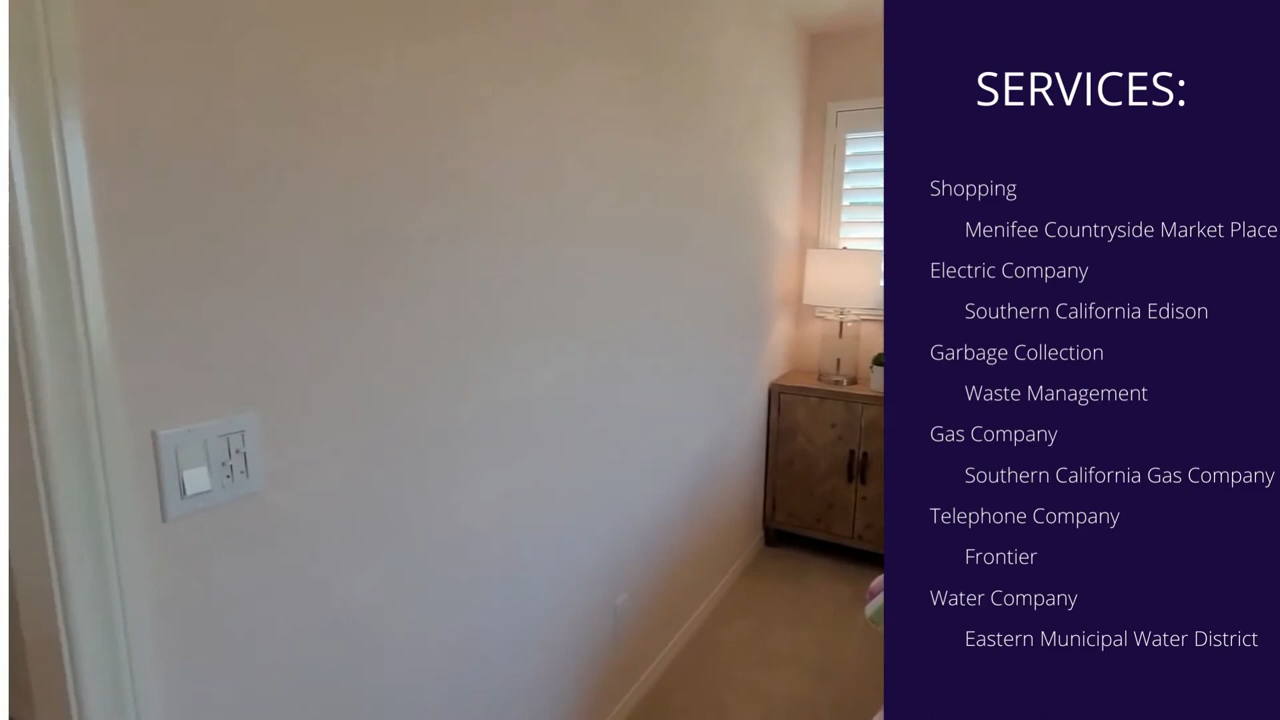 SERVICES:
Shopping
Menifee Countryside Market Place
Electric Company
Southern California Edison
Garbage Collection
Waste Management
Gas Company
Southern California Gas Company
Telephone Company
Frontier
Water Company
Eastern Municipal Water District